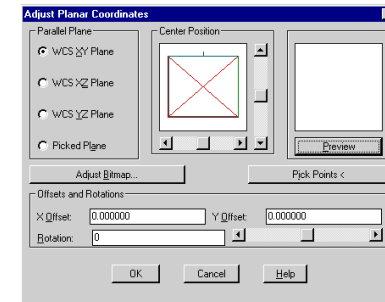 Adjust Planar Coordinates
Parallel Plane
Center Position
WCS XY Plane
WCS XZ Plane
WCS YZ Plane
Picked Plane
Preview
Adjust Bitmap...
Pick Points <
Offsets and Rotations
X Offset: 0.000000 Y Offset: 0.000000
Rotation: 0
OK Cancel Help